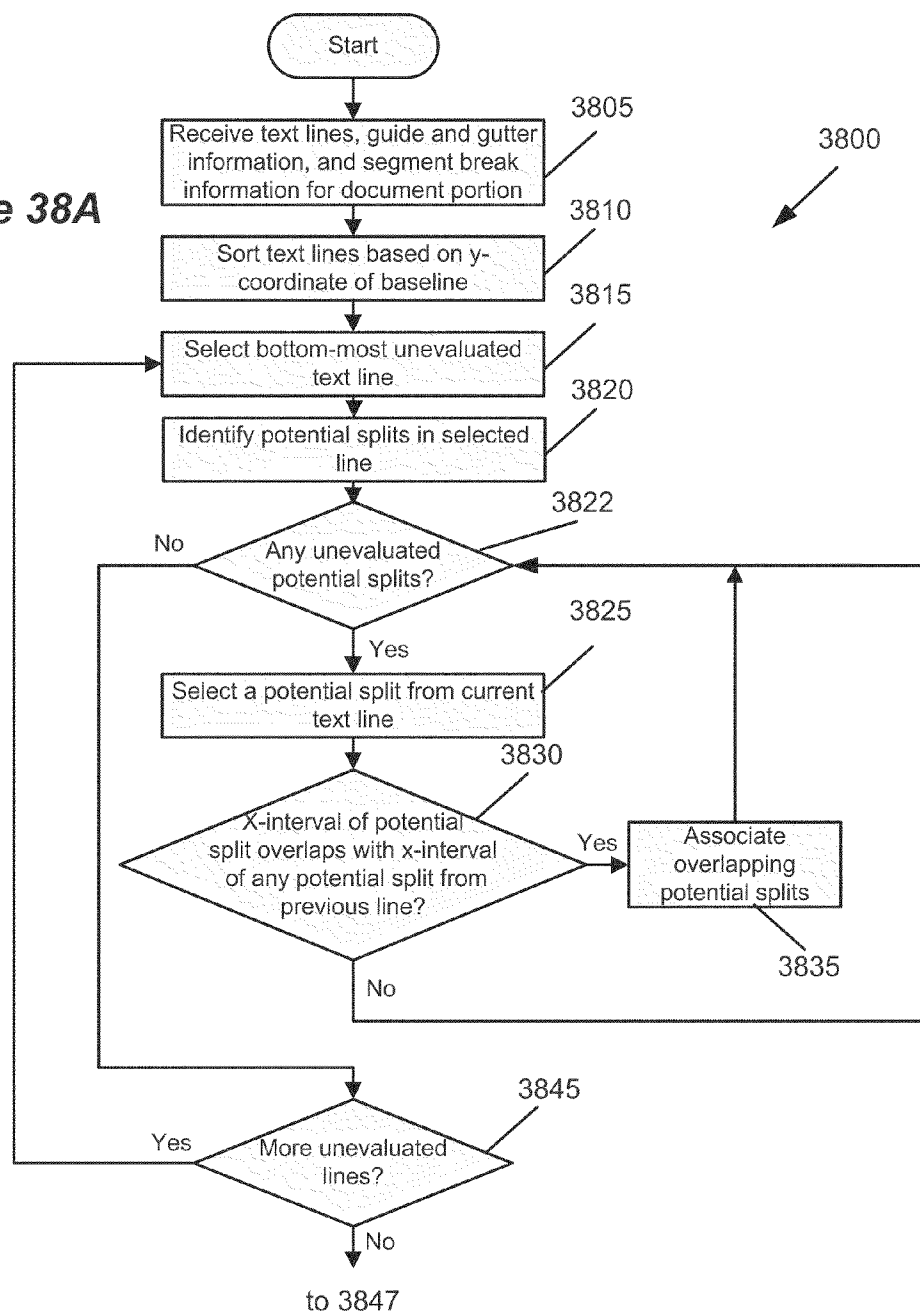 Start
3805
Receive text lines, guide and gutter
information, and segment break
information for document portion
3800
e 38A
3810
Sort text lines based on y-
coordinate of baseline
3815
Select bottom-most unevaluated
text line
3820
Identify potential splits in selected
line
3822
No
Any unevaluated
potential splits?
3825
Yes
Select a potential split from current
text line
3830
X-interval of potential
split overlaps with x-interval
of any potential split from
previous line?
Yes
Associate
overlapping
potential splits
3835
No
3845
Yes
More unevaluated
lines?
No
to 3847